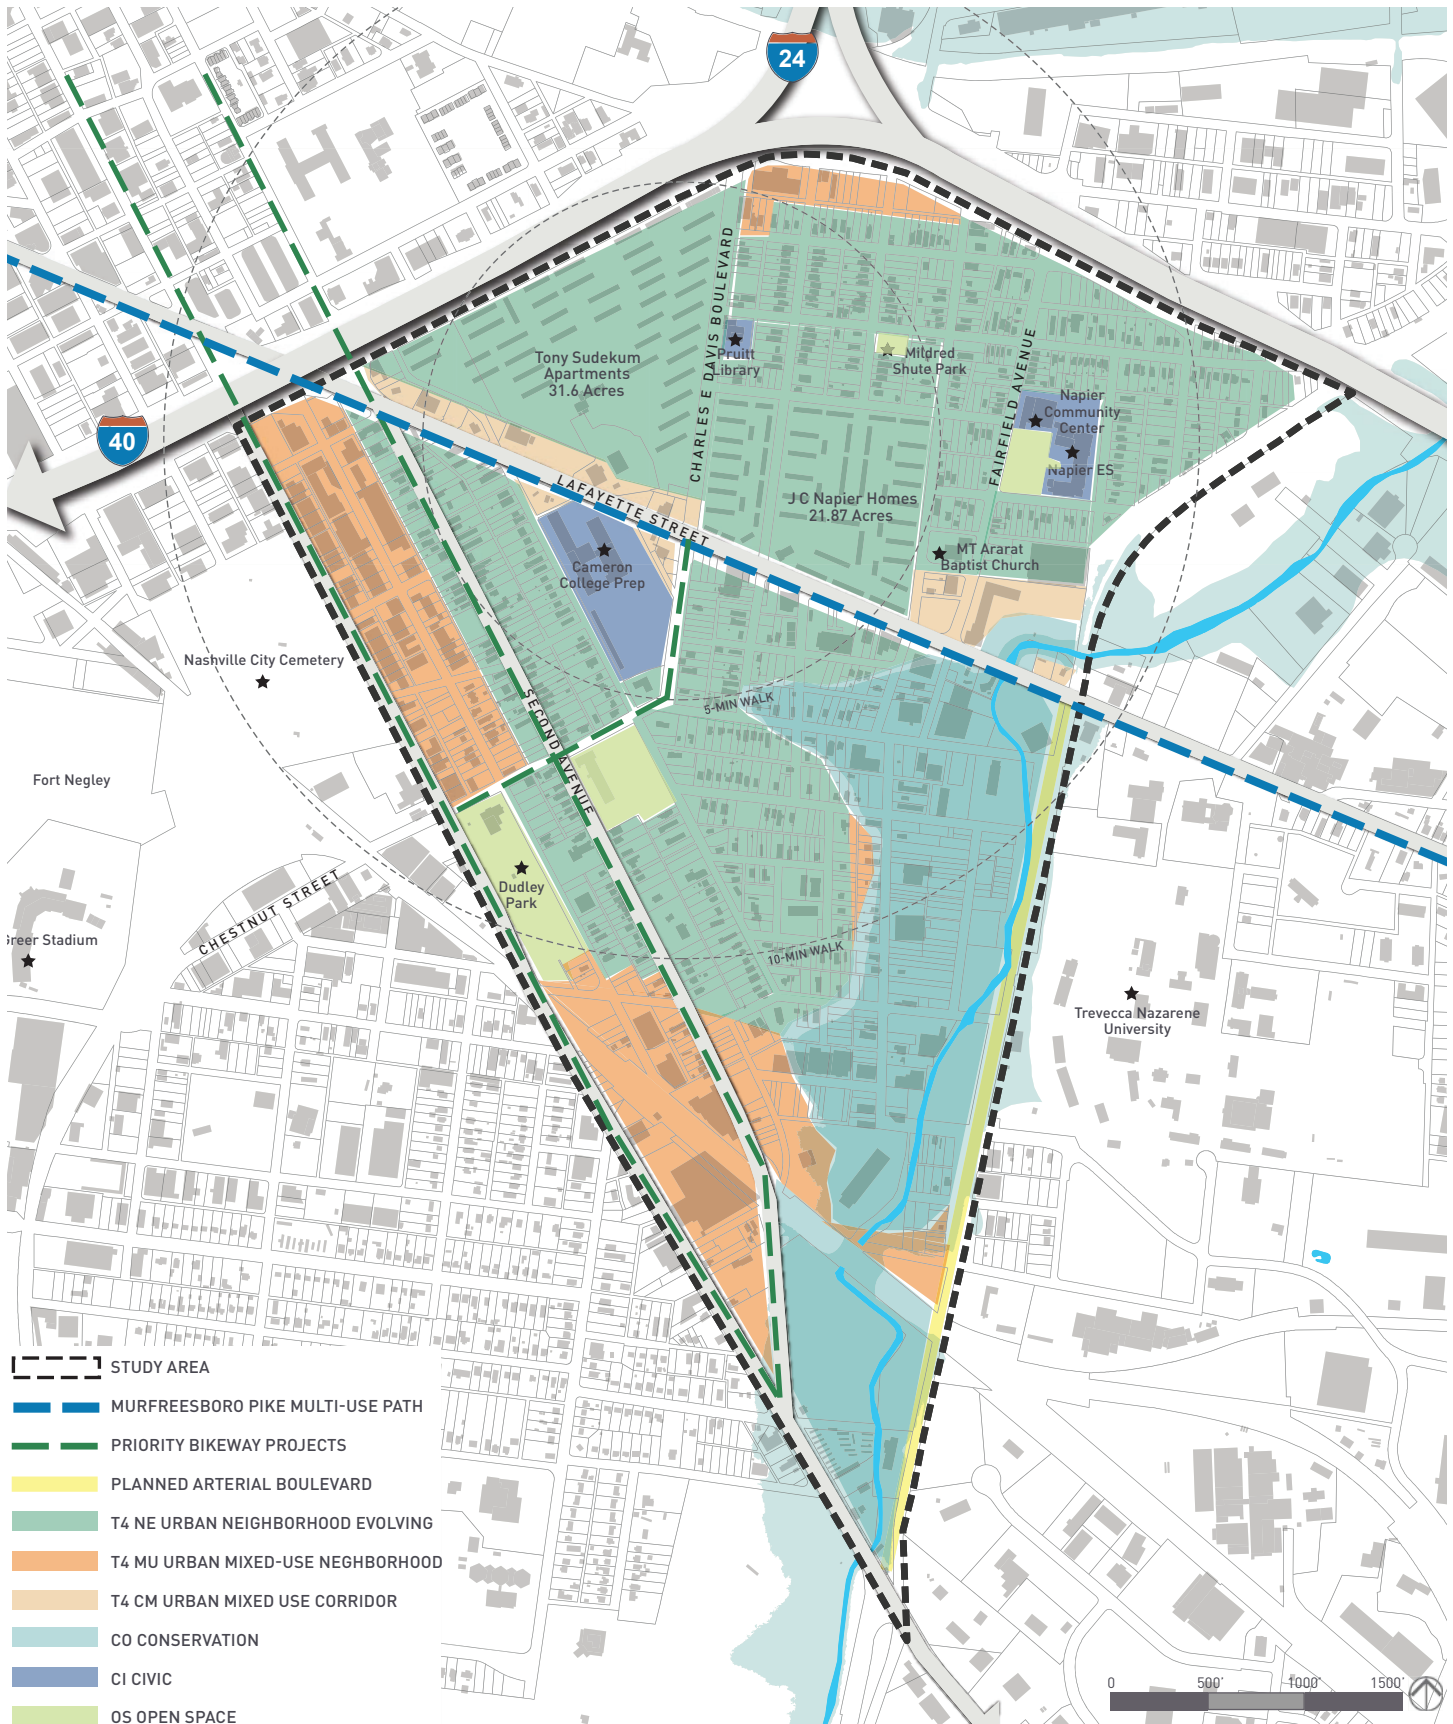 24
40
CHARLES E DAVIS BOULEVARD
Tony Sudekum
Apartments
31.6 Acres
Pruitt
Library
Mildred
Shute Park
FAIRFIELD AVENUE
Napier
Community
Center
Napier ES
LAFAYETTE STREET
J C Napier Homes
21.87 Acres
MT Ararat
Baptist Church
Cameron
College Prep
Nashville City Cemetery
SECOND AVENUE
5-MIN WALK
Fort Negley
Dudley
Park
CHESTNUT STREET
Greer Stadium
10-MIN WALK
Trevecca Nazarene
University
STUDY AREA
MURFREESBORO PIKE MULTI-USE PATH
PRIORITY BIKEWAY PROJECTS
PLANNED ARTERIAL BOULEVARD
T4 NE URBAN NEIGHBORHOOD EVOLVING
T4 MU URBAN MIXED-USE NEGHBORHOOD
T4 CM URBAN MIXED USE CORRIDOR
CO CONSERVATION
CI CIVIC
OS OPEN SPACE
0 500' 1000' 1500'